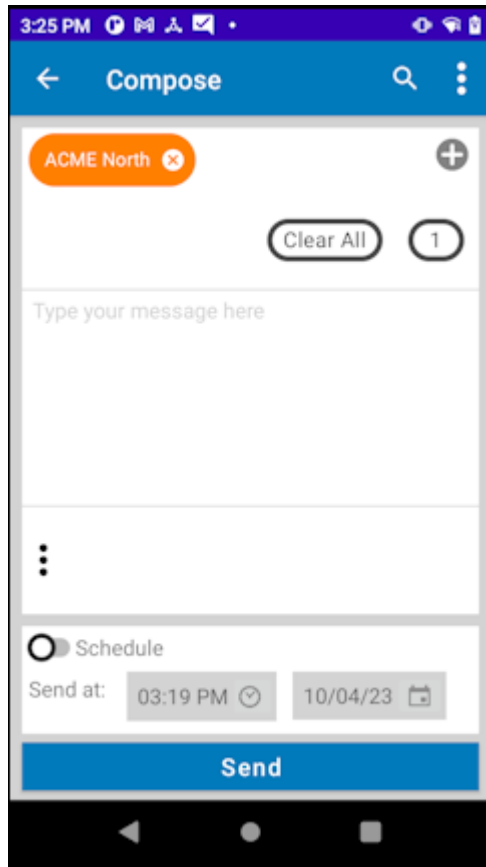 3:25 PM
Compose
ACME North
Clear All 1
Type your message here
Schedule
Send at: 03:19 PM 10/04/23
Send